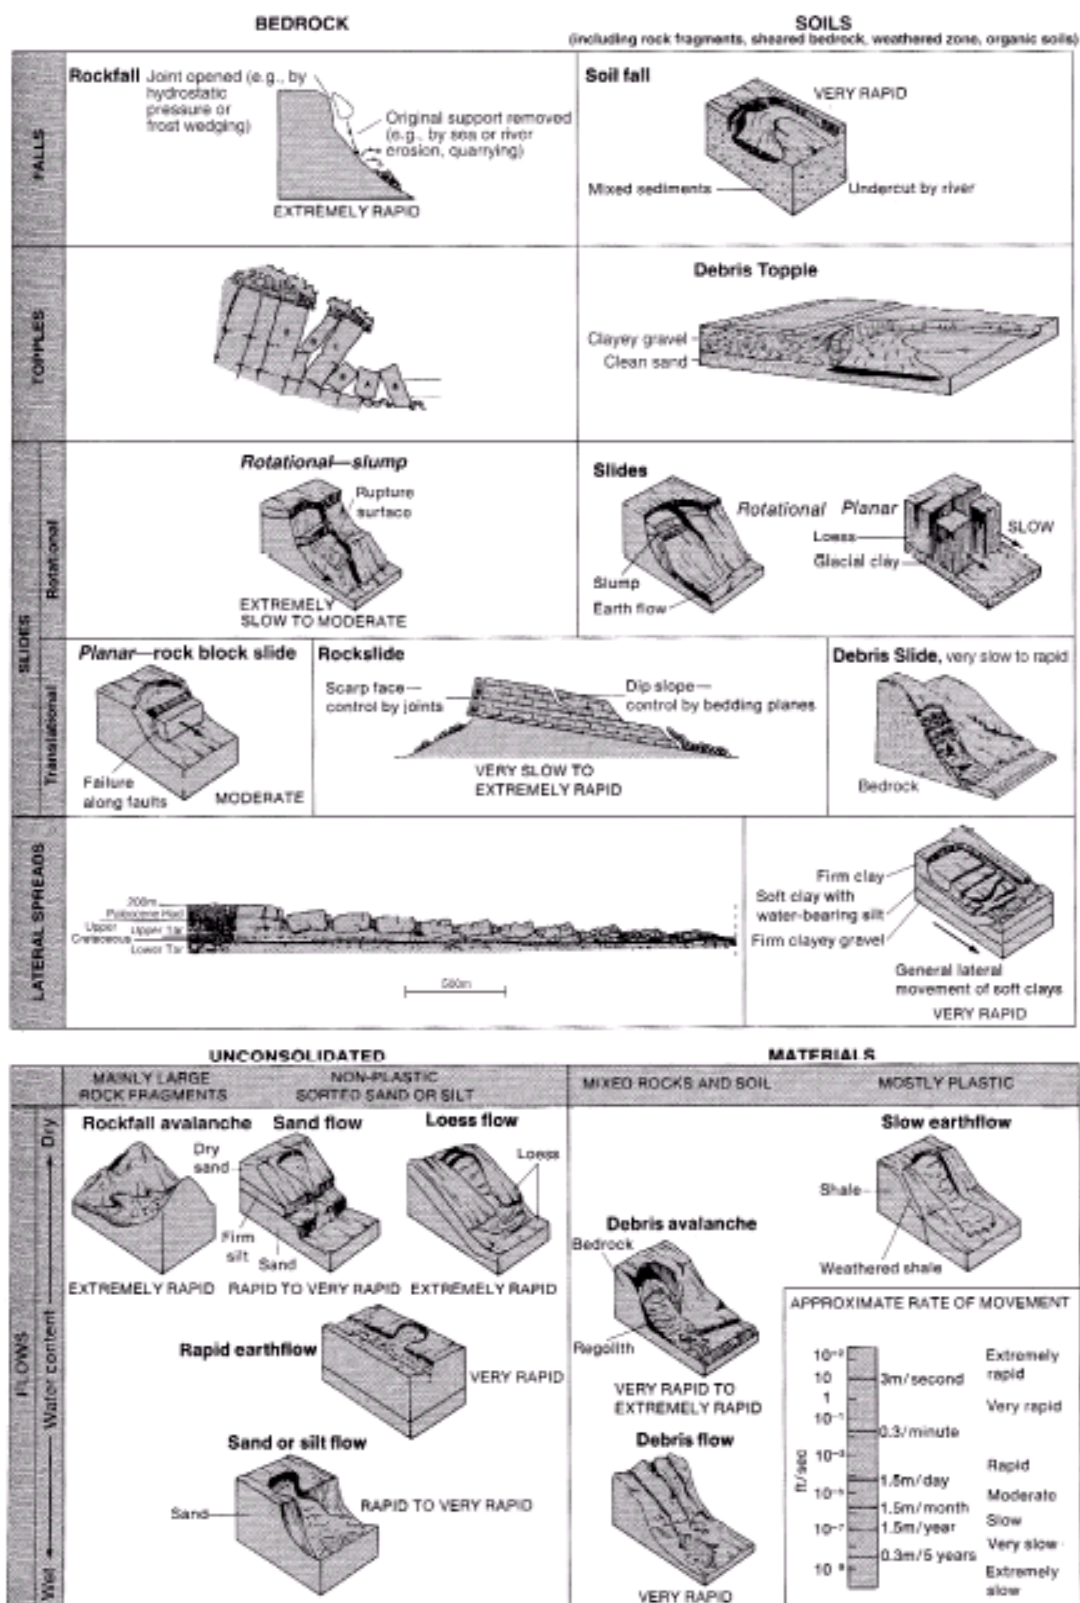 BEDROCK
SOILS
(including rock fragments, sheared bedrock, weathered zone, organic soils)
FALLS
Rockfall Joint opened (e.g., by
hydrostatic
pressure or
frost wedging)
Original support removed
(e.g., by sea or river
erosion, quarrying)
EXTREMELY RAPID
Soil fall
VERY RAPID
Mixed sediments
Undercut by river
TOPPLES
Debris Topple
Clayey gravel
Clean sand
SLIDES
Rotational
Rotational—slump
Rupture
surface
EXTREMELY
SLOW TO MODERATE
Slides
Rotational
Planar
Loess
SLOW
Glacial clay
Slump
Earth flow
Translational
Planar—rock block slide
Failure
along faults
MODERATE
Rockslide
Scarp face—
control by joints
Dip slope—
control by bedding planes
VERY SLOW TO
EXTREMELY RAPID
Debris Slide, very slow to rapid
Bedrock
LATERAL SPREADS
200m
Upper
Cretaceous
Upper Tar
Lower Tar
500m
Firm clay
Soft clay with
water-bearing silt
Firm clayey gravel
General lateral
movement of soft clays
VERY RAPID
UNCONSOLIDATED
MATERIALS
MAINLY LARGE
ROCK FRAGMENTS
NON-PLASTIC
SORTED SAND OR SILT
MIXED ROCKS AND SOIL
MOSTLY PLASTIC
FLOWS
Wet
Water content
Dry
Rockfall avalanche
EXTREMELY RAPID
Sand flow
Dry
sand
Firm
silt
Sand
RAPID TO VERY RAPID
Loess flow
Loess
EXTREMELY RAPID
Rapid earthflow
VERY RAPID
Sand or silt flow
Sand
RAPID TO VERY RAPID
Debris avalanche
Bedrock
Regolith
VERY RAPID TO
EXTREMELY RAPID
Debris flow
VERY RAPID
Slow earthflow
Shale
Weathered shale
APPROXIMATE RATE OF MOVEMENT
ft/sec
10
3m/second
Extremely
rapid
1
Very rapid
10⁻¹
0.3/minute
10⁻³
Rapid
1.5m/day
10⁻⁵
Moderate
1.5m/month
Slow
10⁻⁷
1.5m/year
Very slow
0.3m/5 years
Extremely
slow